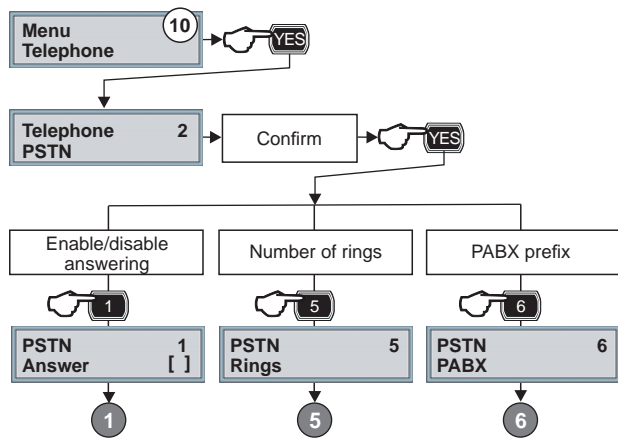 Menu 10
Telephone
YES
Telephone 2
PSTN
Confirm
YES
Enable/disable
answering
Number of rings
PABX prefix
1
5
6
PSTN 1
Answer [ ]
PSTN 5
Rings
PSTN 6
PABX
1
5
6